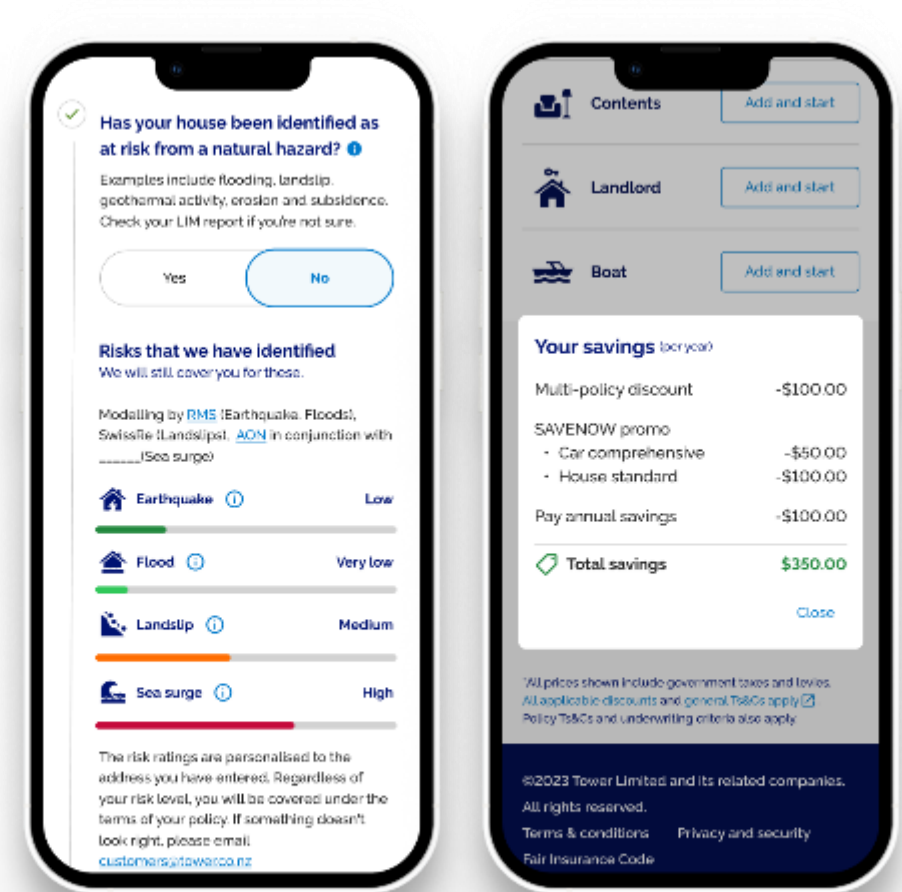 Has your house been identified as
at risk from a natural hazard?
Examples include flooding, landslip,
geothermal activity, erosion and subsidence.
Check your LIM report if you're not sure.
Yes No
Risks that we have identified
We will still cover you for these.
Modelling by RMS (Earthquake, Floods),
SwissRe (Landslips), AON in conjunction with
______(Sea surge)
Earthquake Low
Flood Very low
Landslip Medium
Sea surge High
The risk ratings are personalised to the
address you have entered. Regardless of
your risk level, you will be covered under the
terms of your policy. If something doesn't
look right, please email
customers@tower.co.nz
Contents Add and start
Landlord Add and start
Boat Add and start
Your savings (per year)
Multi-policy discount -$100.00
SAVENOW promo
- Car comprehensive -$50.00
- House standard -$100.00
Pay annual savings -$100.00
Total savings $350.00
Close
*All prices shown include government taxes and levies.
All applicable discounts and general Ts&Cs apply
Policy Ts&Cs and underwriting criteria also apply.
©2023 Tower Limited and its related companies.
All rights reserved.
Terms & conditions Privacy and security
Fair Insurance Code